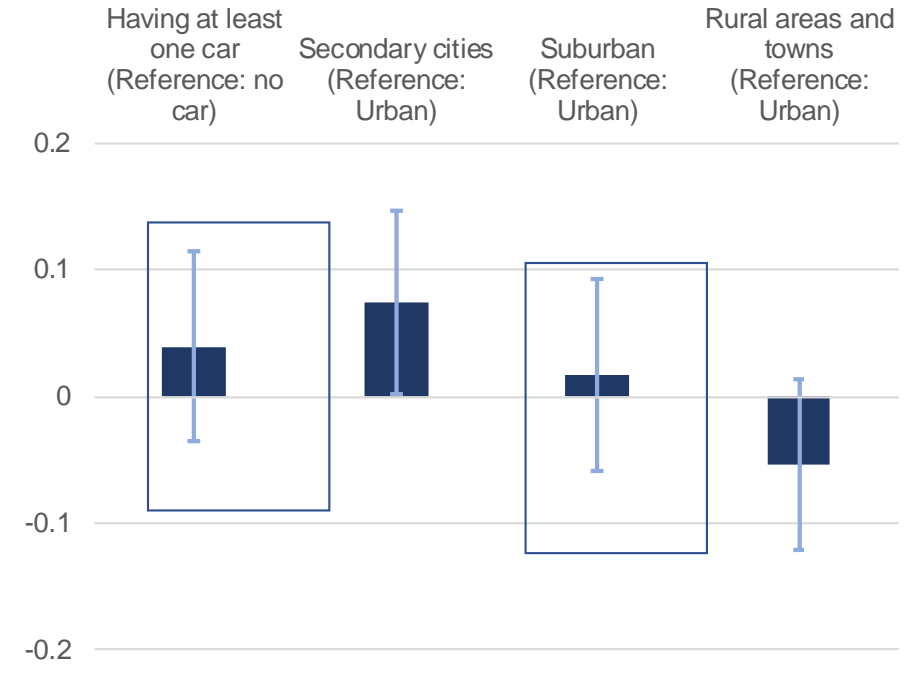 Having at least
one car
(Reference: no
car)
Secondary cities
(Reference:
Urban)
Suburban
(Reference:
Urban)
Rural areas and
towns
(Reference:
Urban)
0.2
0.1
0
-0.1
-0.2